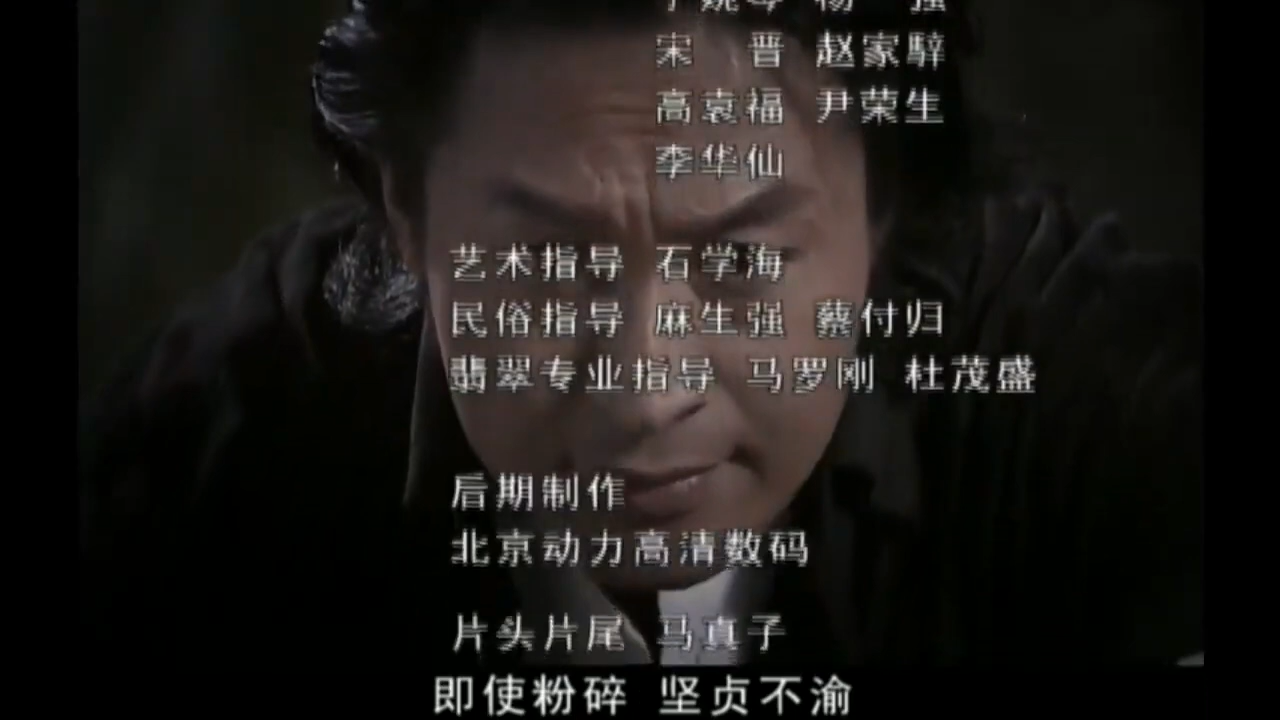 宋 晋 赵家騂
高袁福 尹荣生
李华仙
艺术指导 石学海
民俗指导 麻生强 蔡付归
翡翠专业指导 马罗刚 杜茂盛
后期制作
北京动力高清数码
片头片尾 马真子
即使粉碎 坚贞不渝